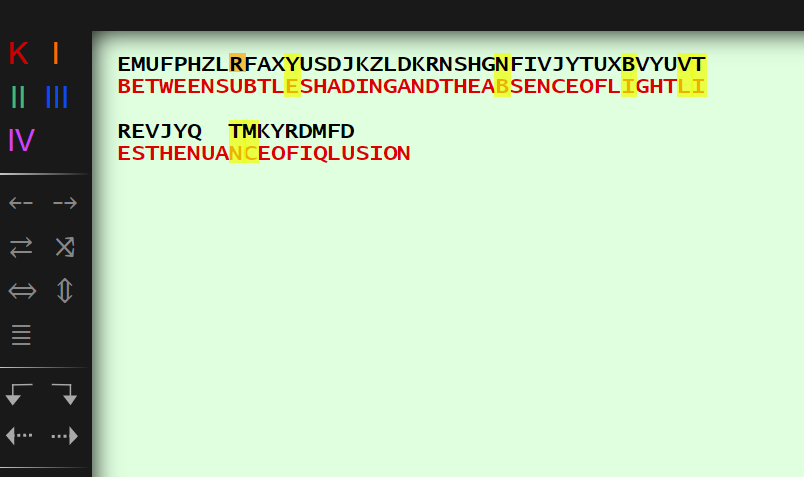 K I
II III
IV
EMUFPHZLRFAXYUSDJKZLDKRNSHGNFIVJYTUXBVYUVT
BETWEENSUBTLESHADINGANDTHEABSENCEOFLIGHTLI
REVJYQ TMKYRDMFD
ESTHENUANCEOFIQLUSION